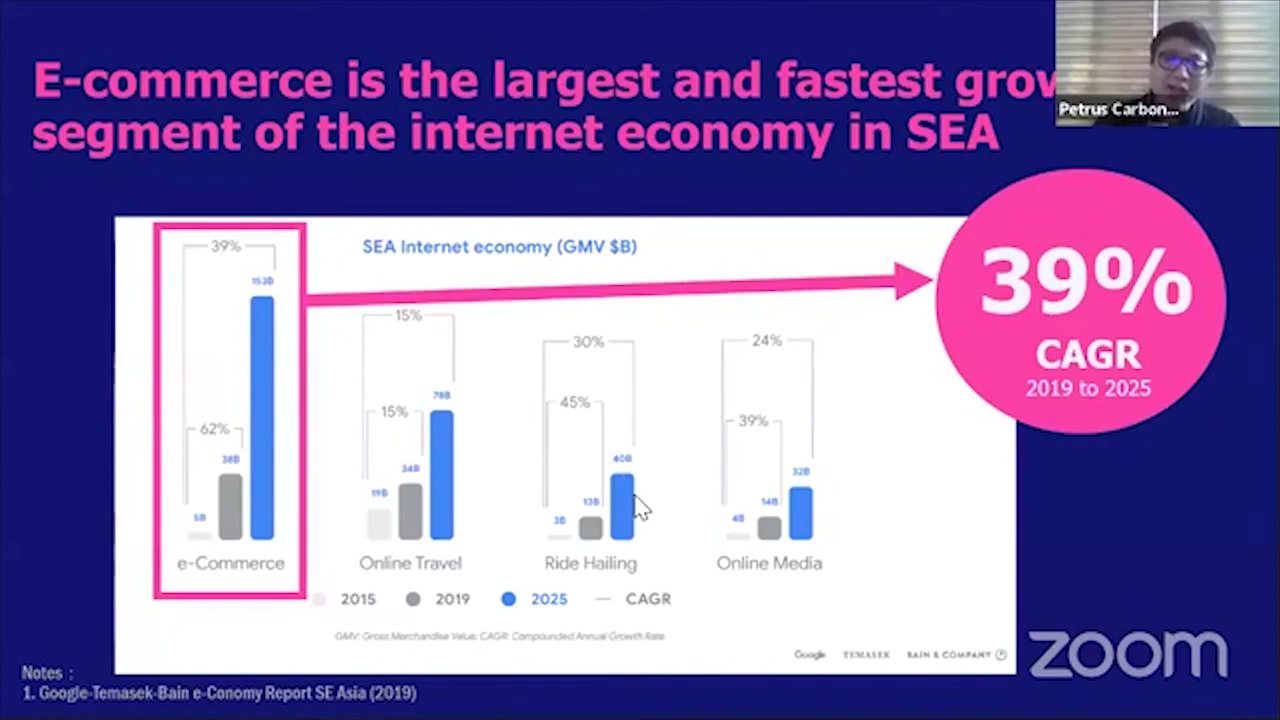 E-commerce is the largest and fastest grow
segment of the internet economy in SEA
Petrus Carbon...
SEA Internet economy (GMV $B)
39%
153B
62%
38B
5B
e-Commerce
15%
78B
15%
34B
19B
Online Travel
30%
45%
40B
13B
3B
Ride Hailing
24%
39%
32B
14B
4B
Online Media
2015 2019 2025 CAGR
GMV: Gross Merchandise Value; CAGR: Compounded Annual Growth Rate
Google TEMASEK BAIN & COMPANY
39%
CAGR
2019 to 2025
zoom
Notes :
1. Google-Temasek-Bain e-Conomy Report SE Asia (2019)